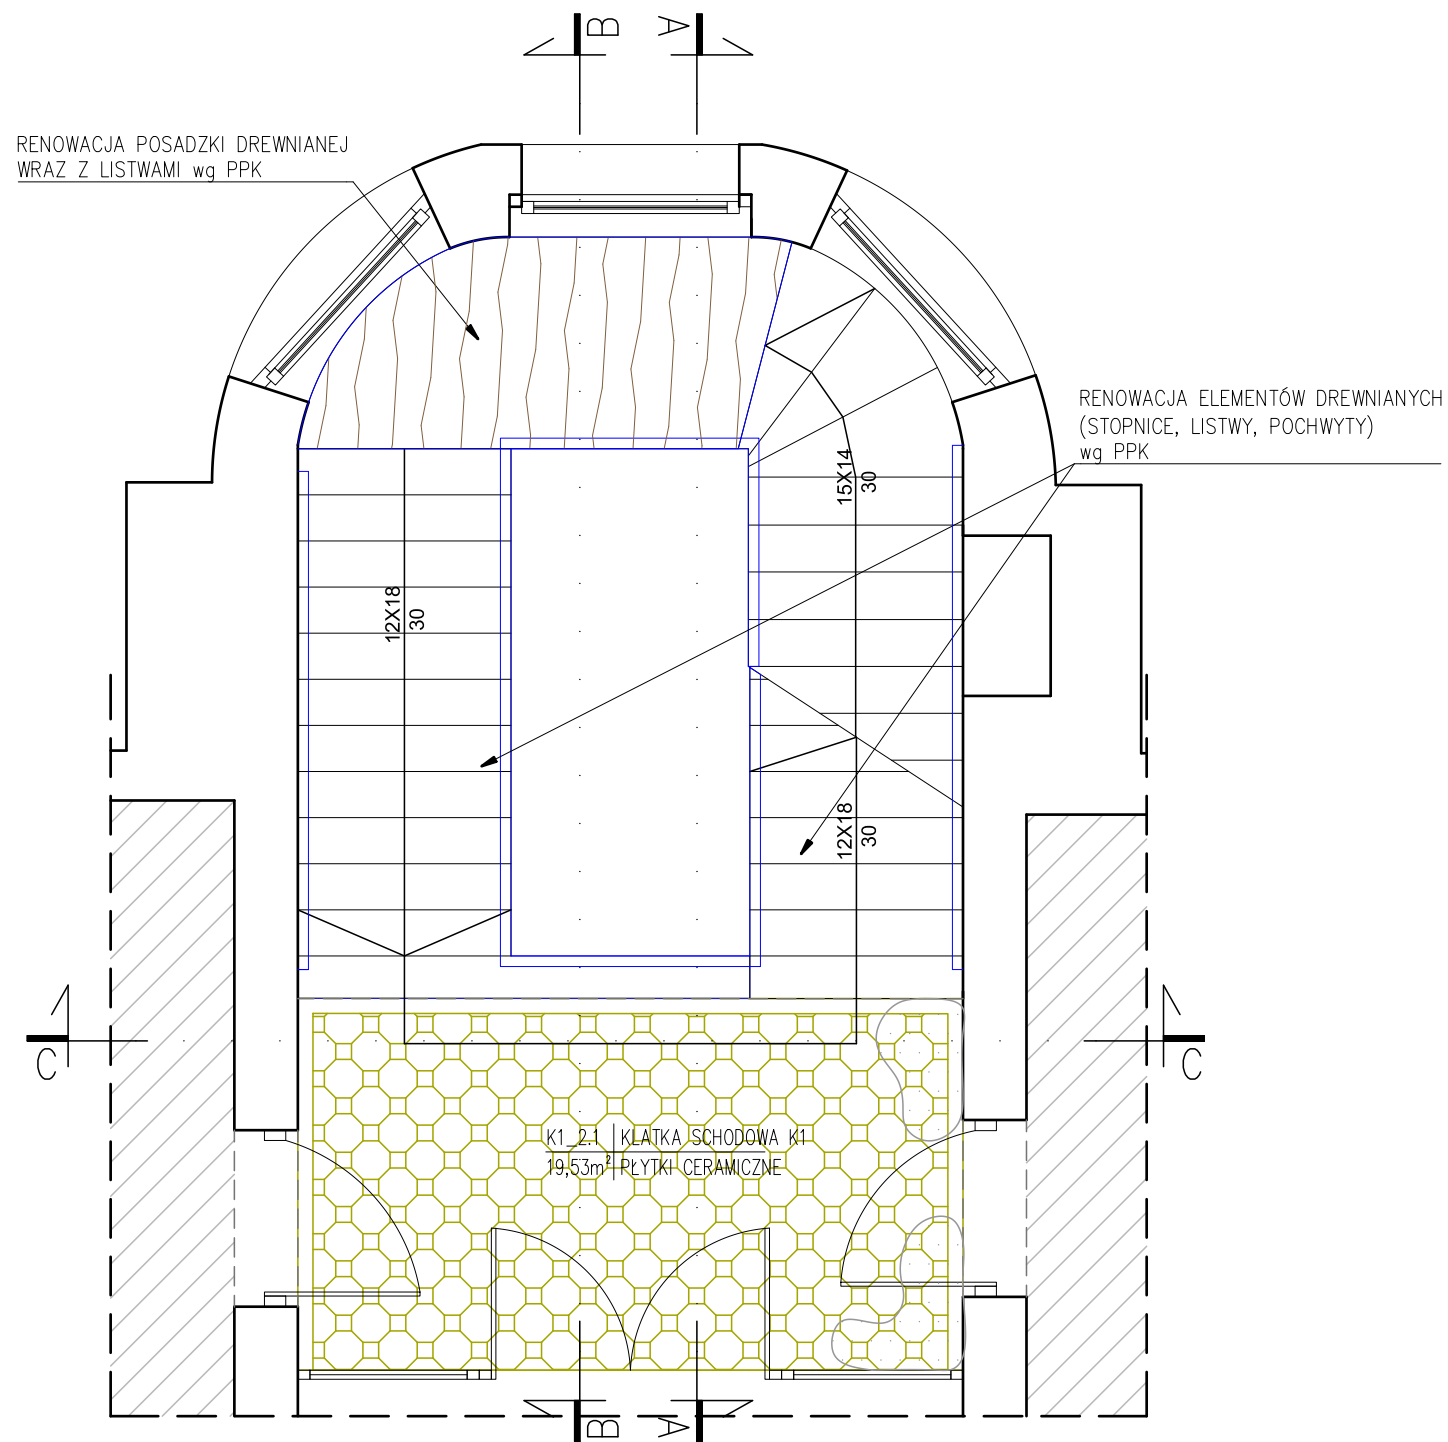 B
A
RENOWACJA POSADZKI DREWNIANEJ
WRAZ Z LISTWAMI wg PPK
RENOWACJA ELEMENTÓW DREWNIANYCH
(STOPNICE, LISTWY, POCHWYTY)
wg PPK
15X14
30
12X18
30
12X18
30
C
C
K1_2.1 KLATKA SCHODOWA K1
19,53m² PŁYTKI CERAMICZNE
B
A